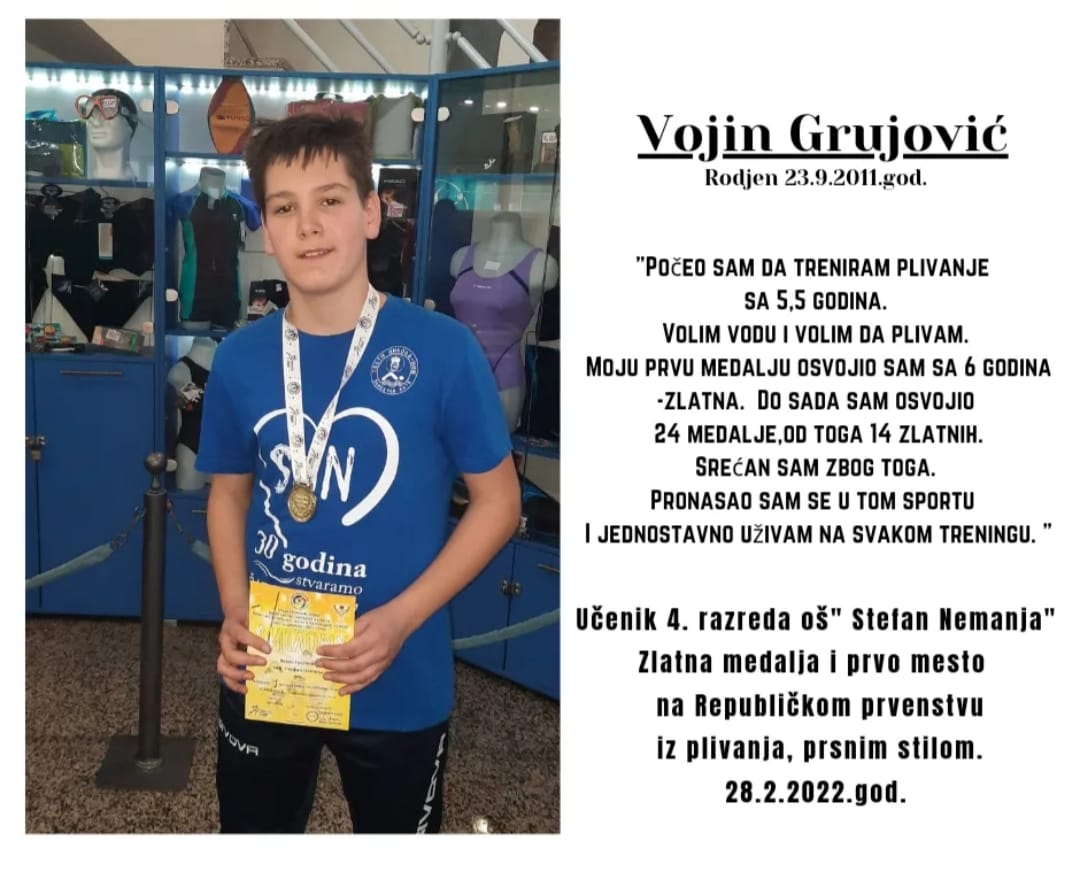 Vojin Grujović
Rodjen 23.9.2011.god.
"Počeo sam da treniram plivanje
sa 5,5 godina.
Volim vodu i volim da plivam.
Moju prvu medalju osvojio sam sa 6 godina
-zlatna. Do sada sam osvojio
24 medalje,od toga 14 zlatnih.
Srećan sam zbog toga.
Pronasao sam se u tom sportu
i jednostavno uživam na svakom treningu. "
Učenik 4. razreda oš" Stefan Nemanja"
Zlatna medalja i prvo mesto
na Republičkom prvenstvu
iz plivanja, prsnim stilom.
28.2.2022.god.
S N
30 godina
stvaramo